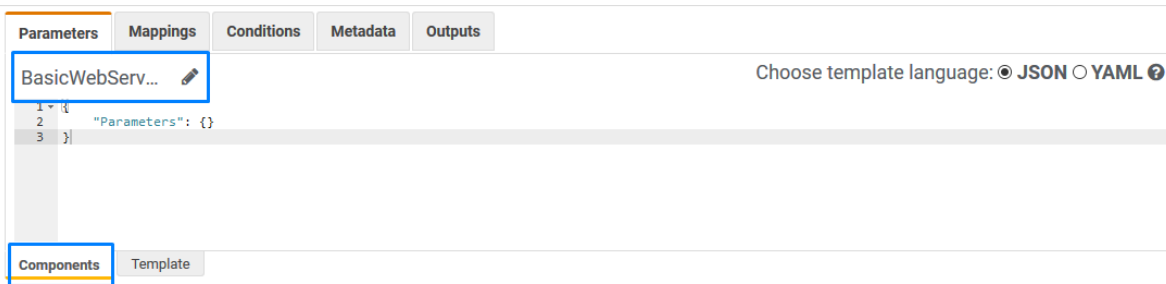 Parameters Mappings Conditions Metadata Outputs
BasicWebServ... Choose template language: JSON YAML ?
1 {
2 "Parameters": {}
3 }
Components Template